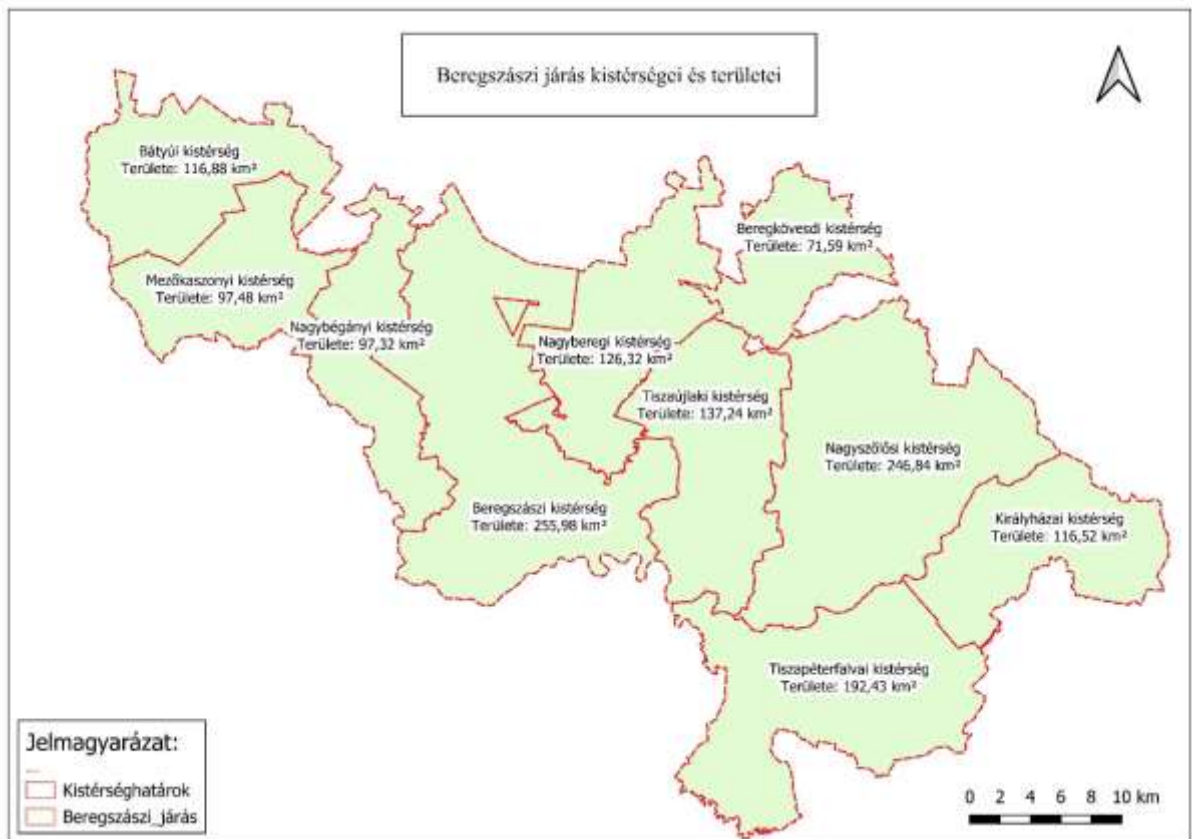 Beregszászi járás kistérségei és területei
Bátyúi kistérség
Területe: 116,88 km²
Beregkövesdi kistérség
Területe: 71,59 km²
Mezőkaszonyi kistérség
Területe: 97,48 km²
Nagybégányi kistérség
Területe: 97,32 km²
Nagyberegi kistérség
Területe: 126,32 km²
Tiszaújlaki kistérség
Területe: 137,24 km²
Nagyszőlősi kistérség
Területe: 246,84 km²
Beregszászi kistérség
Területe: 255,98 km²
Királyházai kistérség
Területe: 116,52 km²
Tiszapéterfalvai kistérség
Területe: 192,43 km²
Jelmagyarázat:
Kistérséghatárok
Beregszászi_járás
0 2 4 6 8 10 km